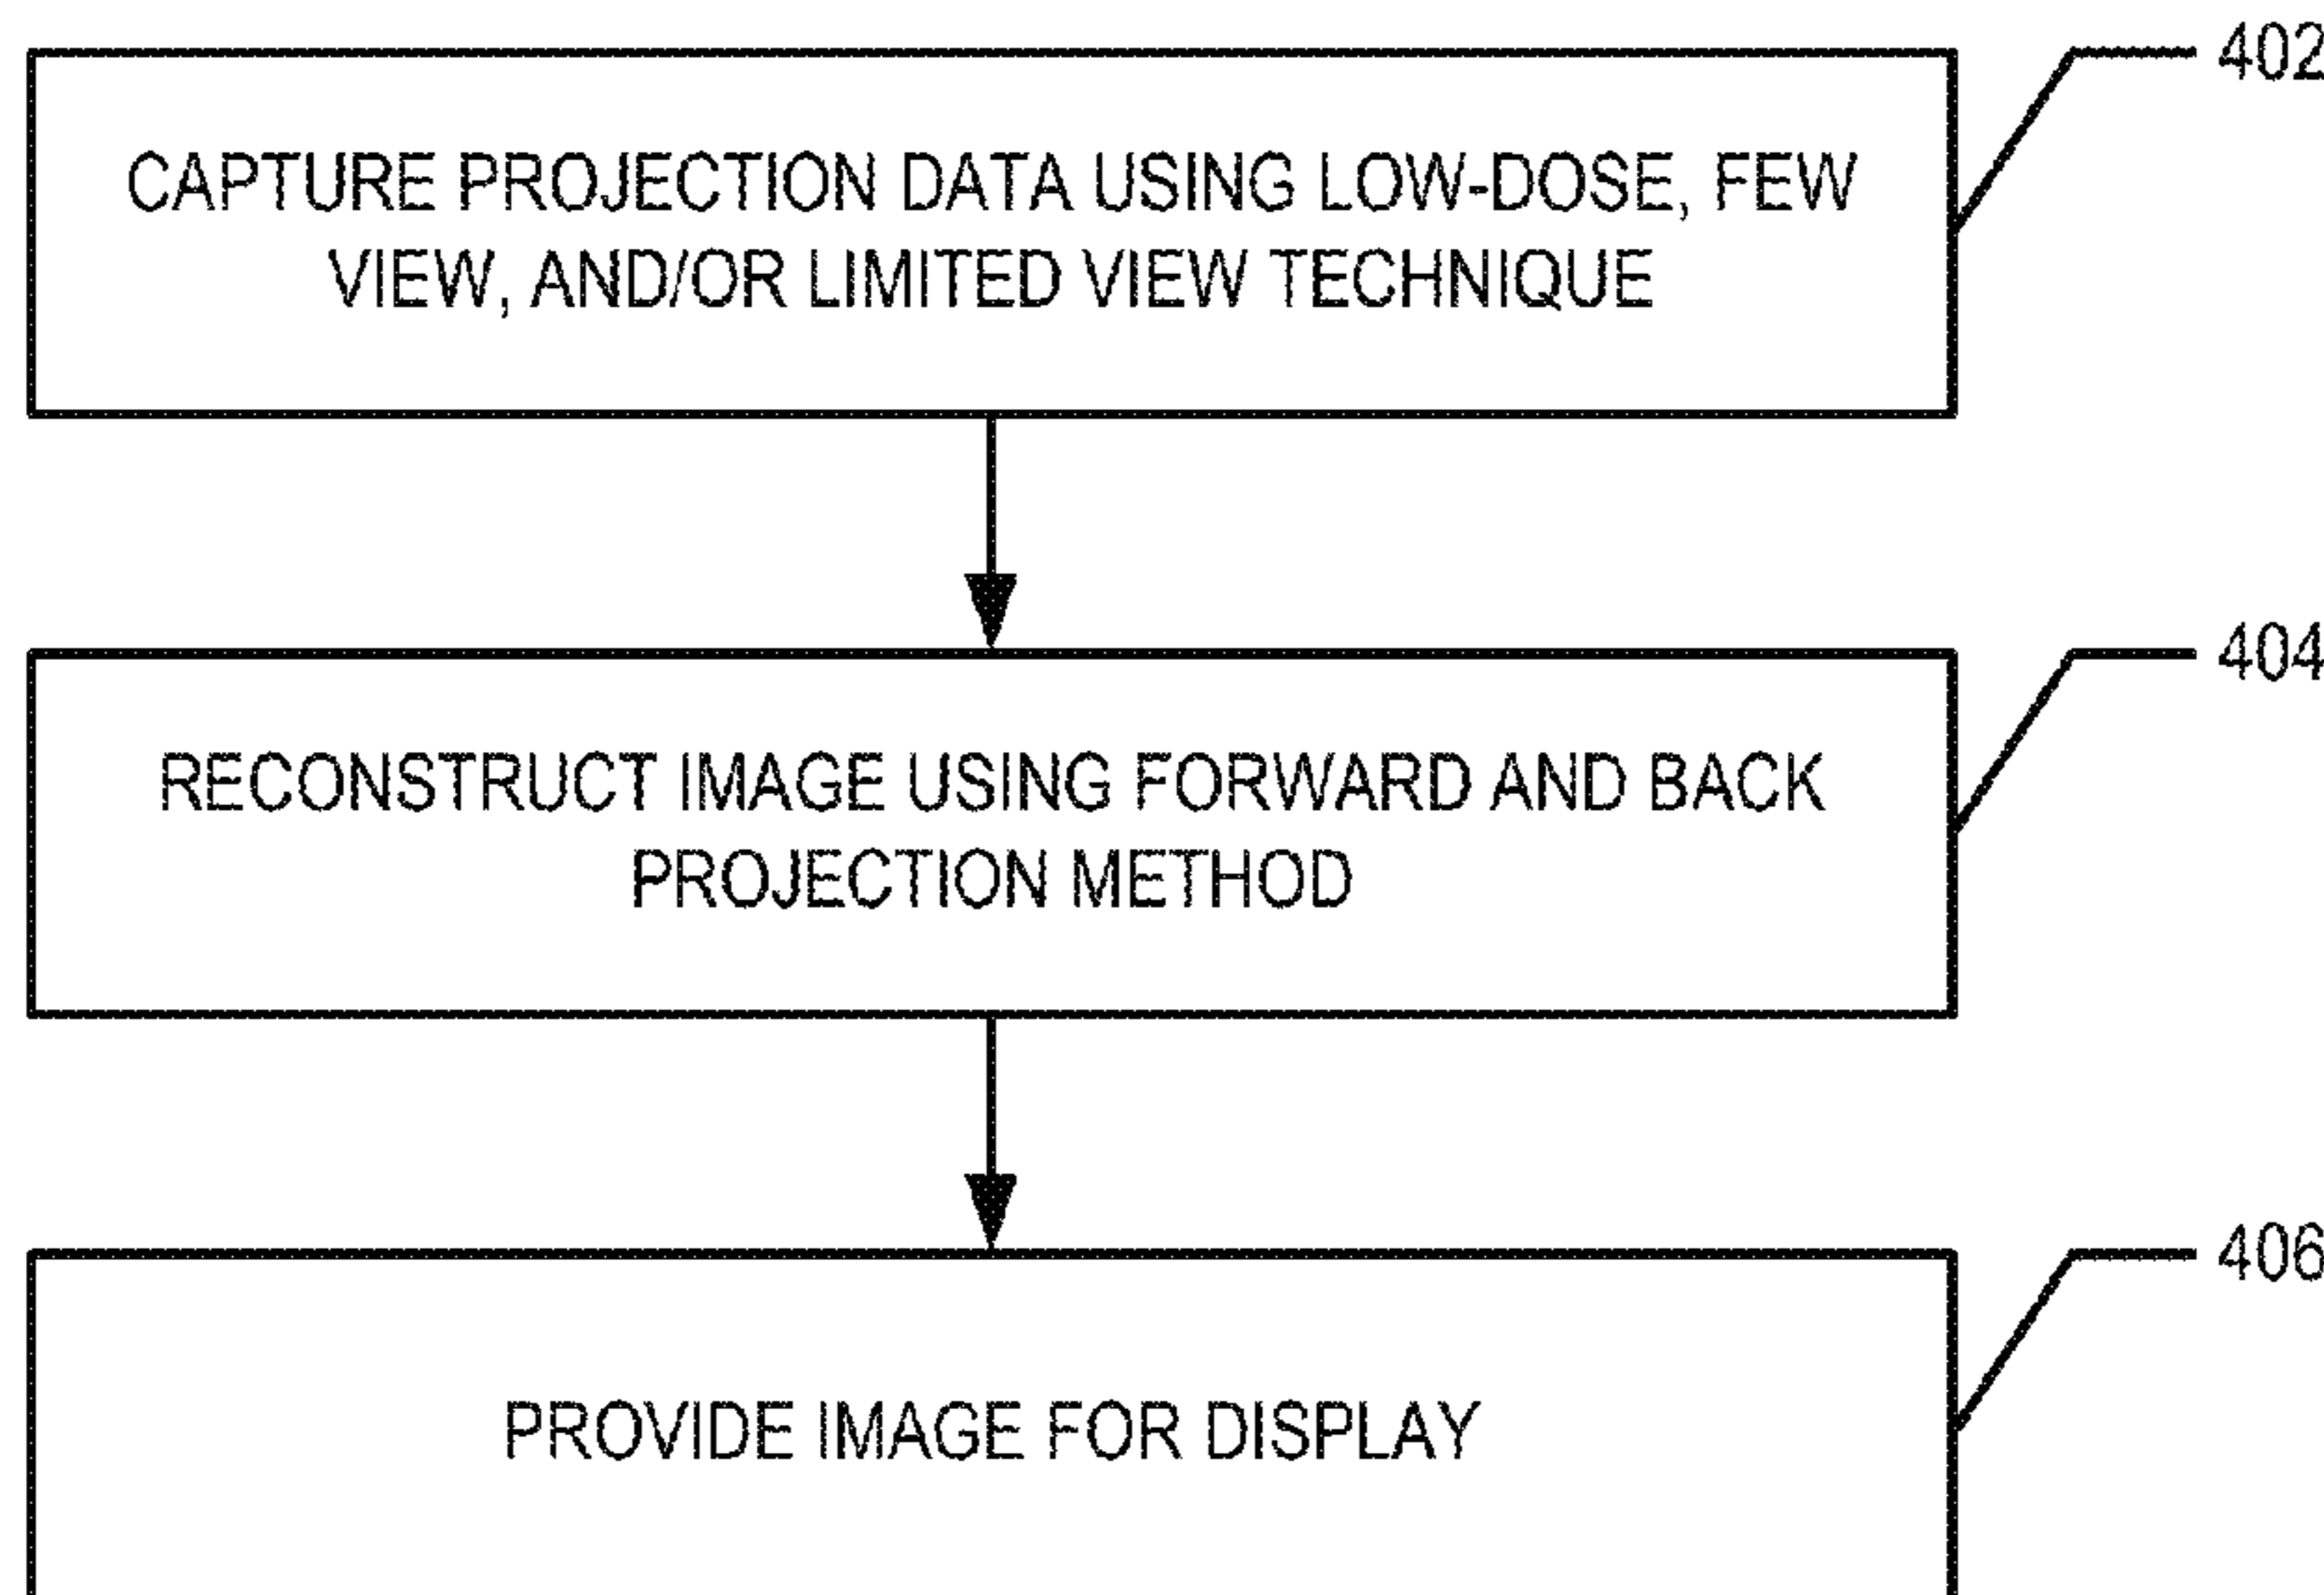 402
CAPTURE PROJECTION DATA USING LOW-DOSE, FEW
VIEW, AND/OR LIMITED VIEW TECHNIQUE
404
RECONSTRUCT IMAGE USING FORWARD AND BACK
PROJECTION METHOD
406
PROVIDE IMAGE FOR DISPLAY